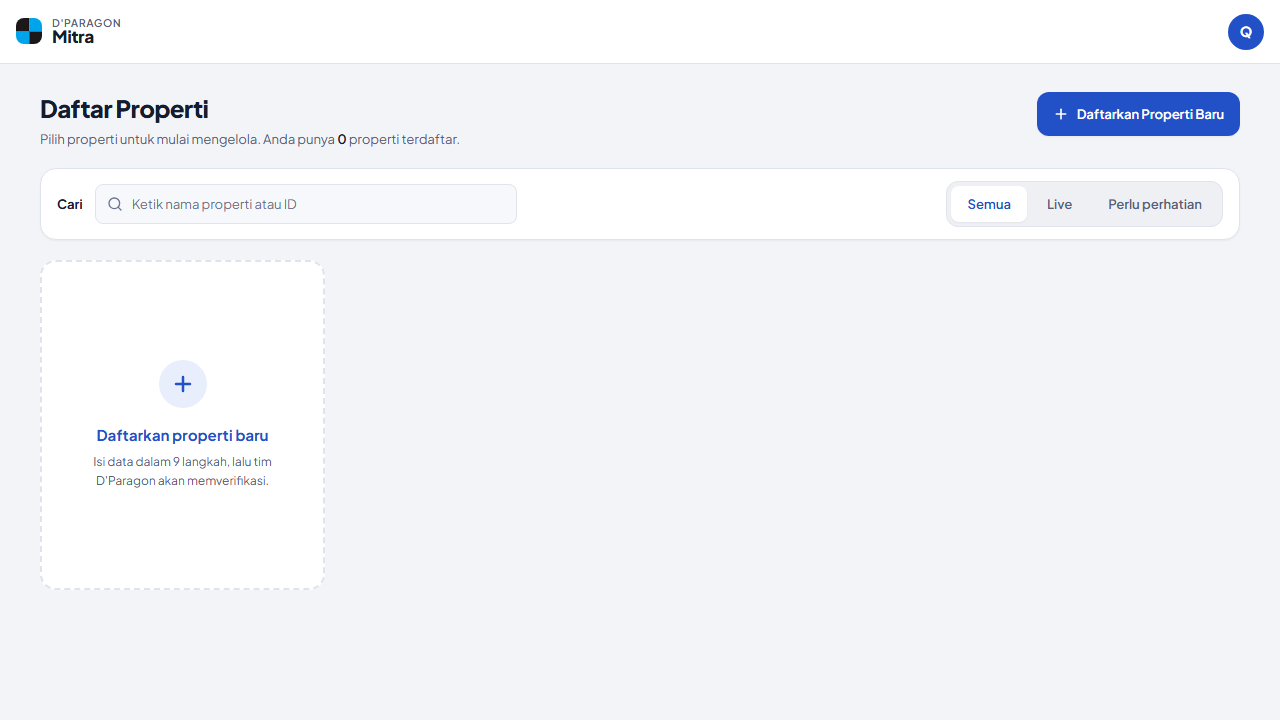 D'PARAGON
Mitra
Q
Daftar Properti
Pilih properti untuk mulai mengelola. Anda punya 0 properti terdaftar.
Daftarkan Properti Baru
Cari
Ketik nama properti atau ID
Semua
Live
Perlu perhatian
Daftarkan properti baru
Isi data dalam 9 langkah, lalu tim
D'Paragon akan memverifikasi.